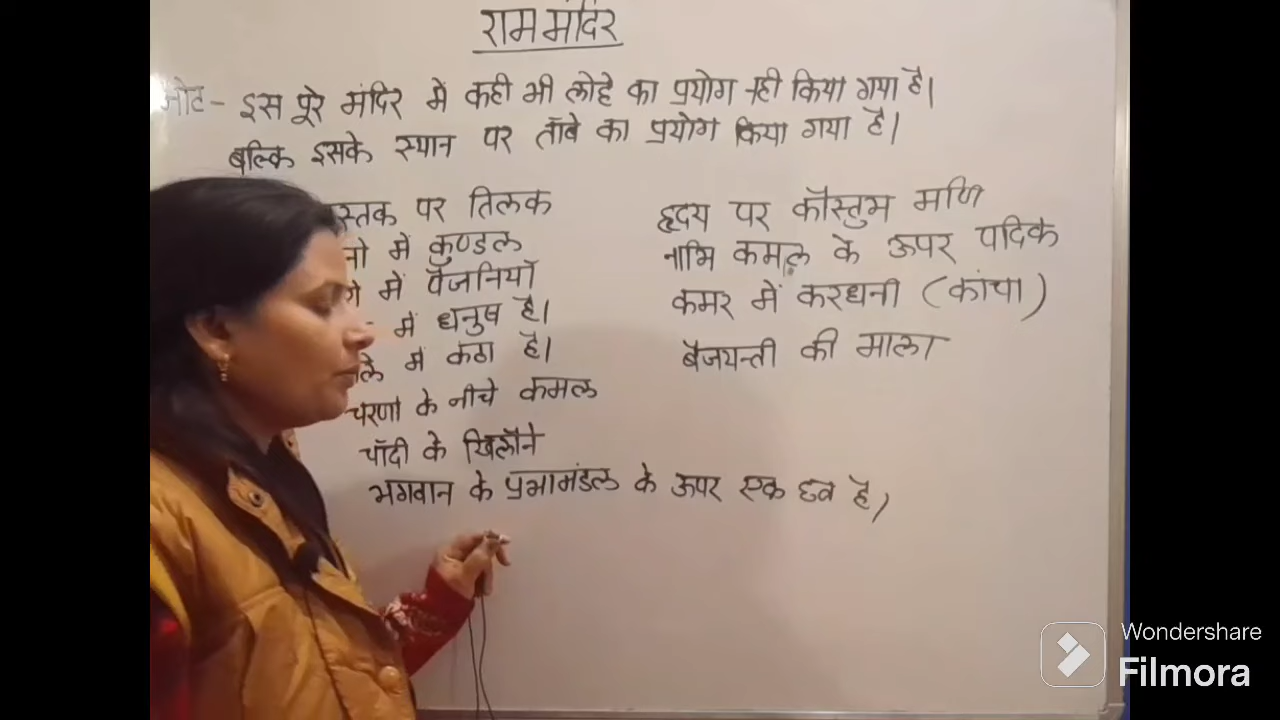 राम मंदिर
नोट- इस पूरे मंदिर में कही भी लोहे का प्रयोग नही किया गया है।
बल्कि इसके स्थान पर ताँबे का प्रयोग किया गया है।
स्तक पर तिलक
नो में कुण्डल
में पैंजनियाँ
में धनुष है।
ले में कंठा है।
चरणों के नीचे कमल
चाँदी के खिलौने
भगवान के प्रभामंडल के ऊपर एक छत्र है,
हृदय पर कौस्तुभ मणि
नाभि कमल के ऊपर पदिक
कमर में करधनी (कांचा)
बैजयन्ती की माला
Wondershare
Filmora